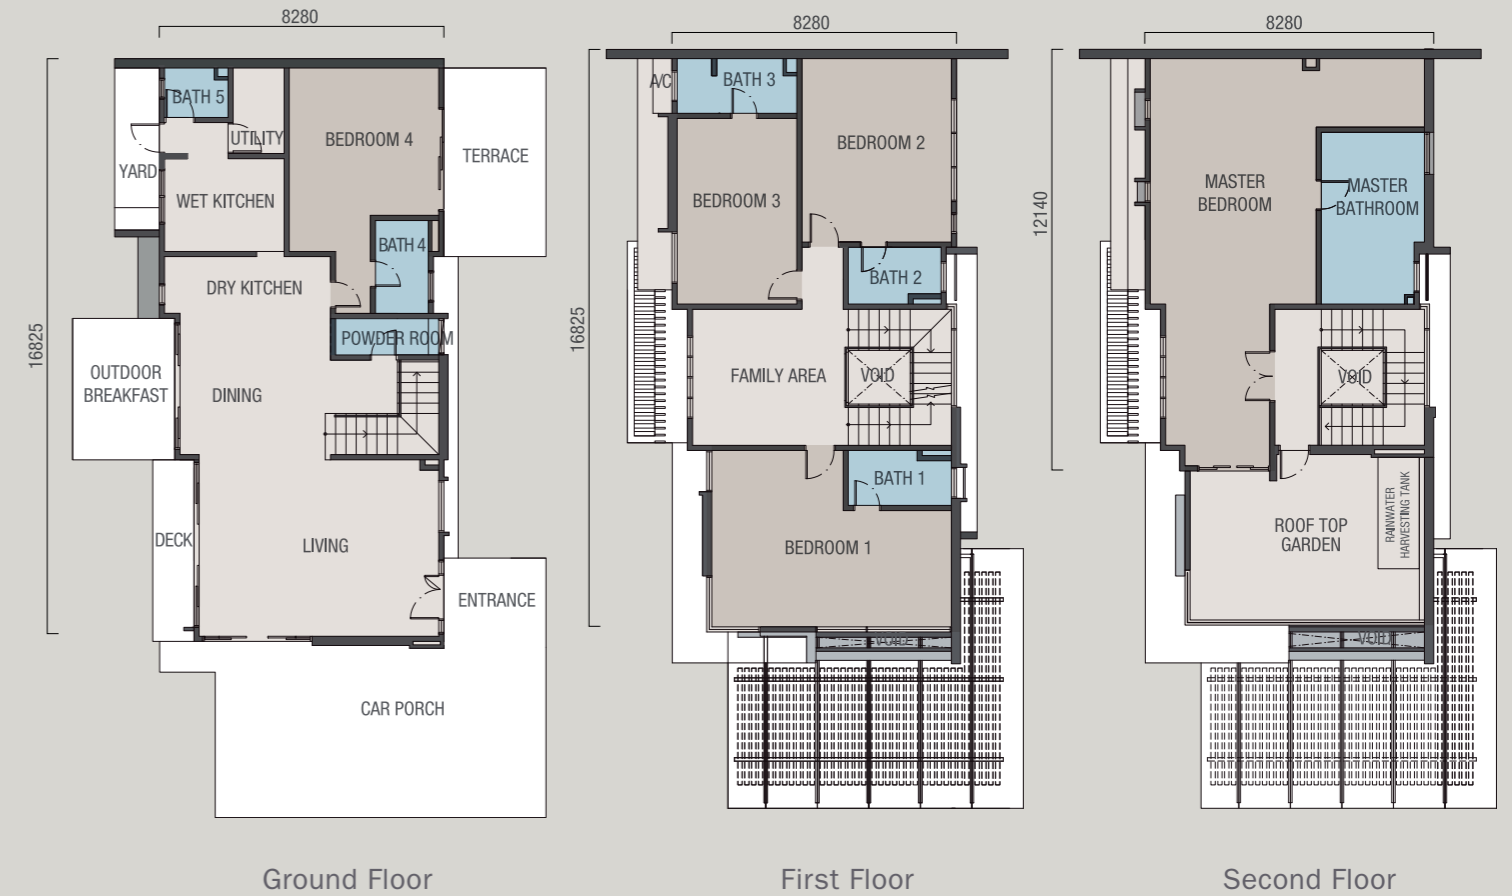 8280
16825
BATH 5
UTILITY
BEDROOM 4
TERRACE
YARD
WET KITCHEN
BATH 4
DRY KITCHEN
POWDER ROOM
OUTDOOR
BREAKFAST
DINING
DECK
LIVING
ENTRANCE
CAR PORCH
Ground Floor
8280
16825
A/C
BATH 3
BEDROOM 2
BEDROOM 3
BATH 2
FAMILY AREA
VOID
BATH 1
BEDROOM 1
VOID
First Floor
8280
12140
MASTER
BEDROOM
MASTER
BATHROOM
VOID
ROOF TOP
GARDEN
RAINWATER
HARVESTING TANK
VOID
Second Floor